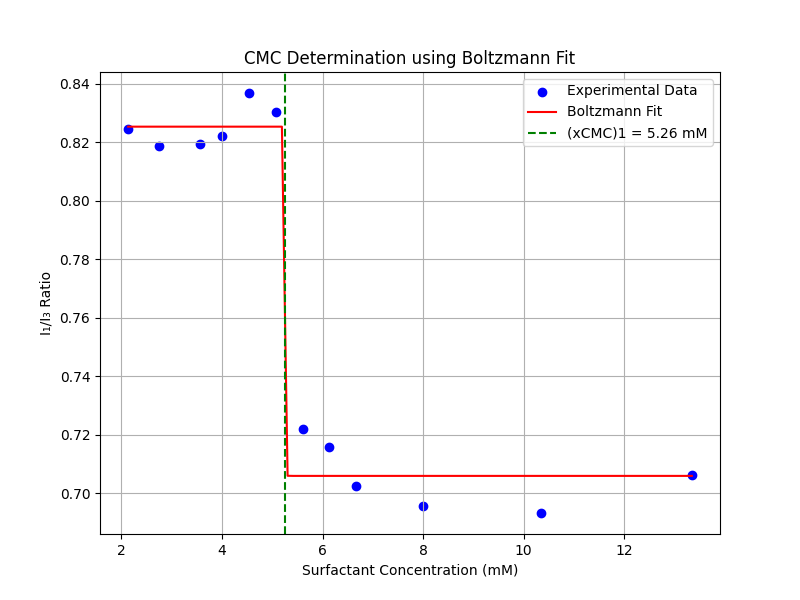 CMC Determination using Boltzmann Fit
Experimental Data
Boltzmann Fit
(xCMC)1 = 5.26 mM
I₁/I₃ Ratio
0.84
0.82
0.80
0.78
0.76
0.74
0.72
0.70
2 4 6 8 10 12
Surfactant Concentration (mM)